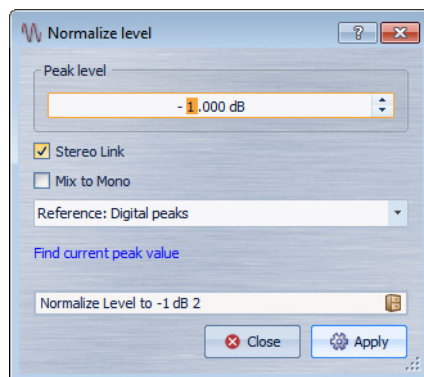 Normalize level
?
Peak level
- 1.000 dB
Stereo Link
Mix to Mono
Reference: Digital peaks
Find current peak value
Normalize Level to -1 dB 2
Close
Apply